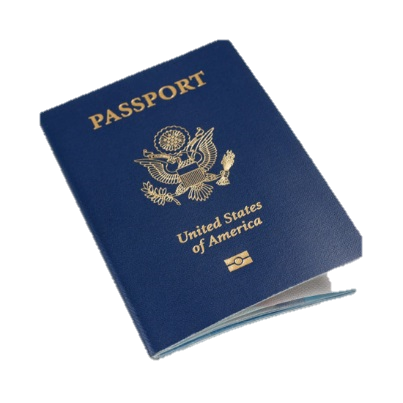 PASSPORT
United States
of America